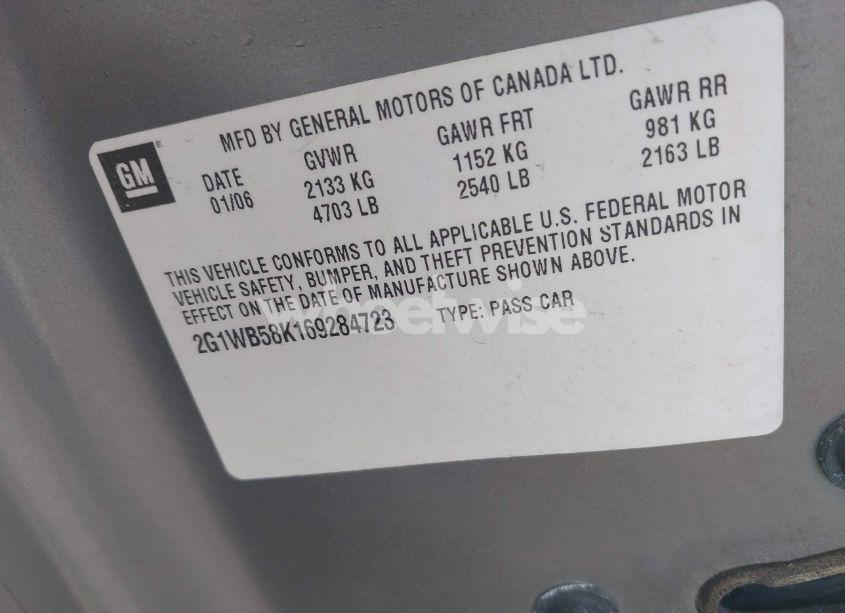 MFD BY GENERAL MOTORS OF CANADA LTD.
GM
DATE GVWR GAWR FRT GAWR RR
01/06 2133 KG 1152 KG 981 KG
4703 LB 2540 LB 2163 LB
THIS VEHICLE CONFORMS TO ALL APPLICABLE U.S. FEDERAL MOTOR
VEHICLE SAFETY, BUMPER, AND THEFT PREVENTION STANDARDS IN
EFFECT ON THE DATE OF MANUFACTURE SHOWN ABOVE.
2G1WB58K169284723 TYPE: PASS CAR
wheelwise